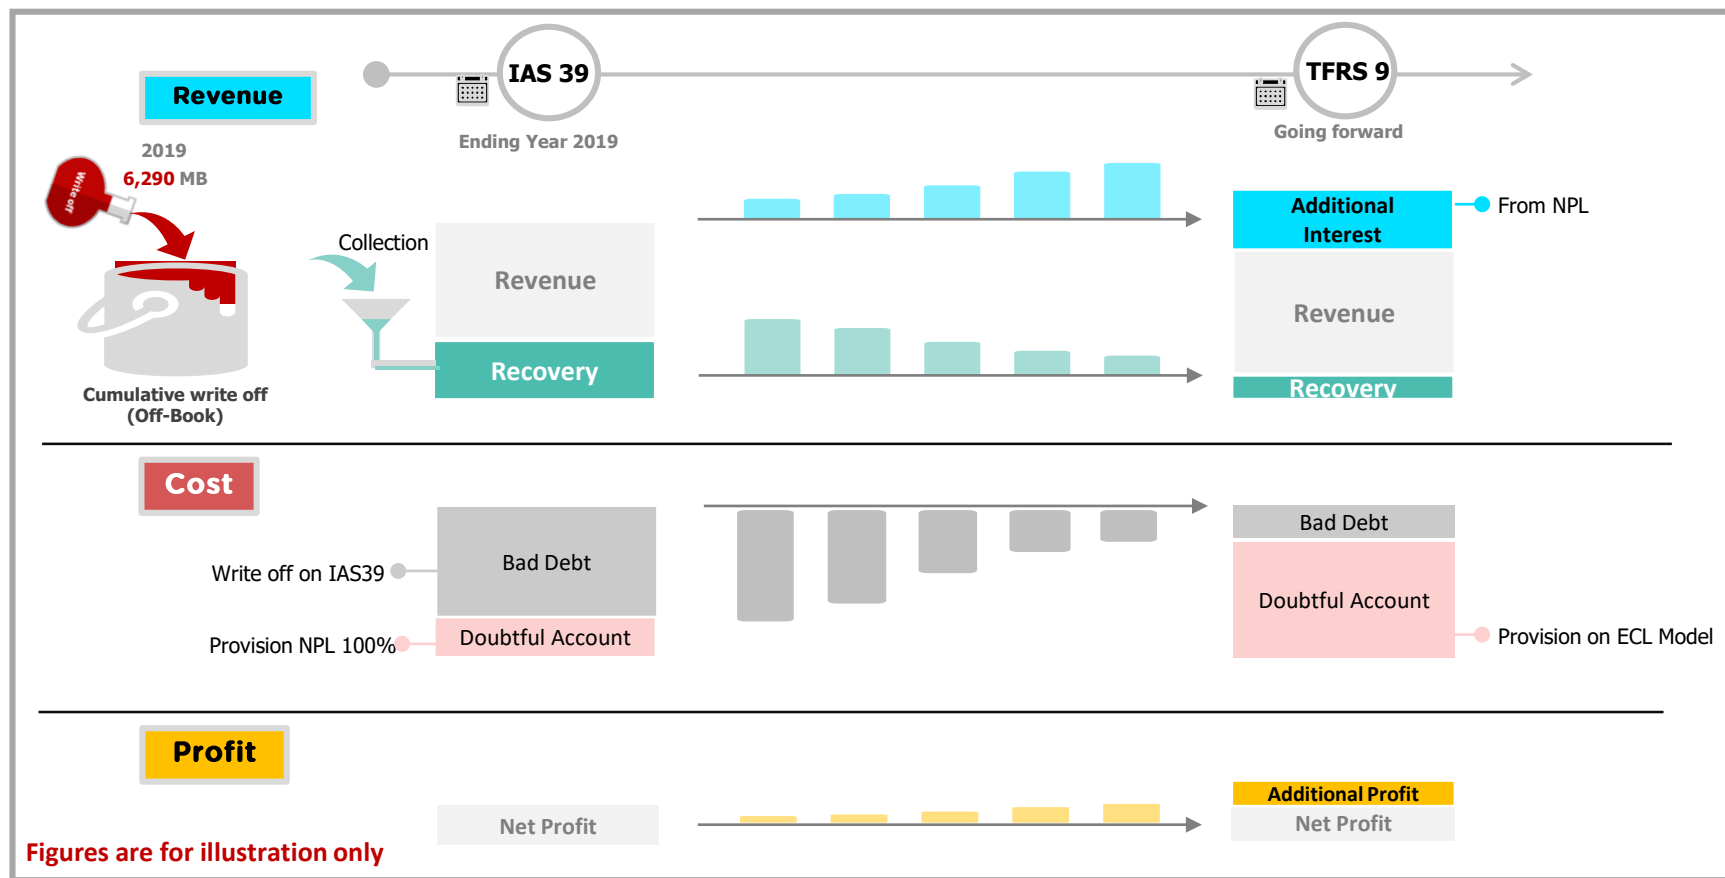 IAS 39
TFRS 9
Revenue
Ending Year 2019
Going forward
2019
6,290 MB
Write off
Additional
Interest
From NPL
Collection
Revenue
Revenue
Recovery
Recovery
Cumulative write off
(Off-Book)
Cost
Bad Debt
Bad Debt
Write off on IAS39
Doubtful Account
Doubtful Account
Provision NPL 100%
Provision on ECL Model
Profit
Additional Profit
Net Profit
Net Profit
Figures are for illustration only